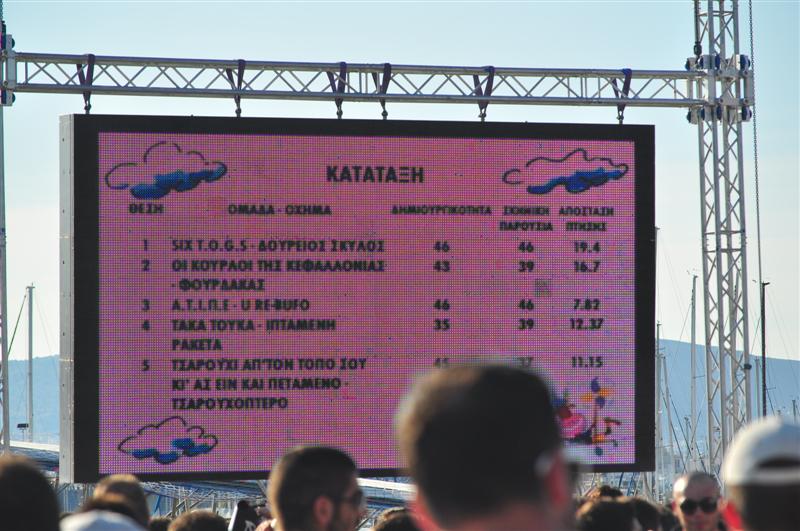 ΚΑΤΑΤΑΞΗ
ΘΕΣΗ ΟΜΑΔΑ - ΟΧΗΜΑ ΔΗΜΙΟΥΡΓΙΚΟΤΗΤΑ ΣΚΗΝΙΚΗ ΠΑΡΟΥΣΙΑ ΑΠΟΣΤΑΣΗ ΠΤΗΣΗΣ
1 SIX T.O.G.S - ΔΟΥΡΕΙΟΣ ΣΚΥΛΟΣ 46 46 19.4
2 ΟΙ ΚΟΥΡΛΟΙ ΤΗΣ ΚΕΦΑΛΛΟΝΙΑΣ 43 39 16.7
- ΦΟΥΡΔΑΚΑΣ
3 Α.Τ.Ι.Π.Ε - U RE-BUFO 46 46 7.82
4 ΤΑΚΑ ΤΟΥΚΑ - ΙΠΤΑΜΕΝΗ 35 39 12.37
ΡΑΚΕΤΑ
5 ΤΣΑΡΟΥΧΙ ΑΠ'ΤΟΝ ΤΟΠΟ ΣΟΥ 37 11.15
ΚΙ' ΑΣ ΕΙΝ ΚΑΙ ΠΕΤΑΜΕΝΟ -
ΤΣΑΡΟΥΧΟΠΤΕΡΟ